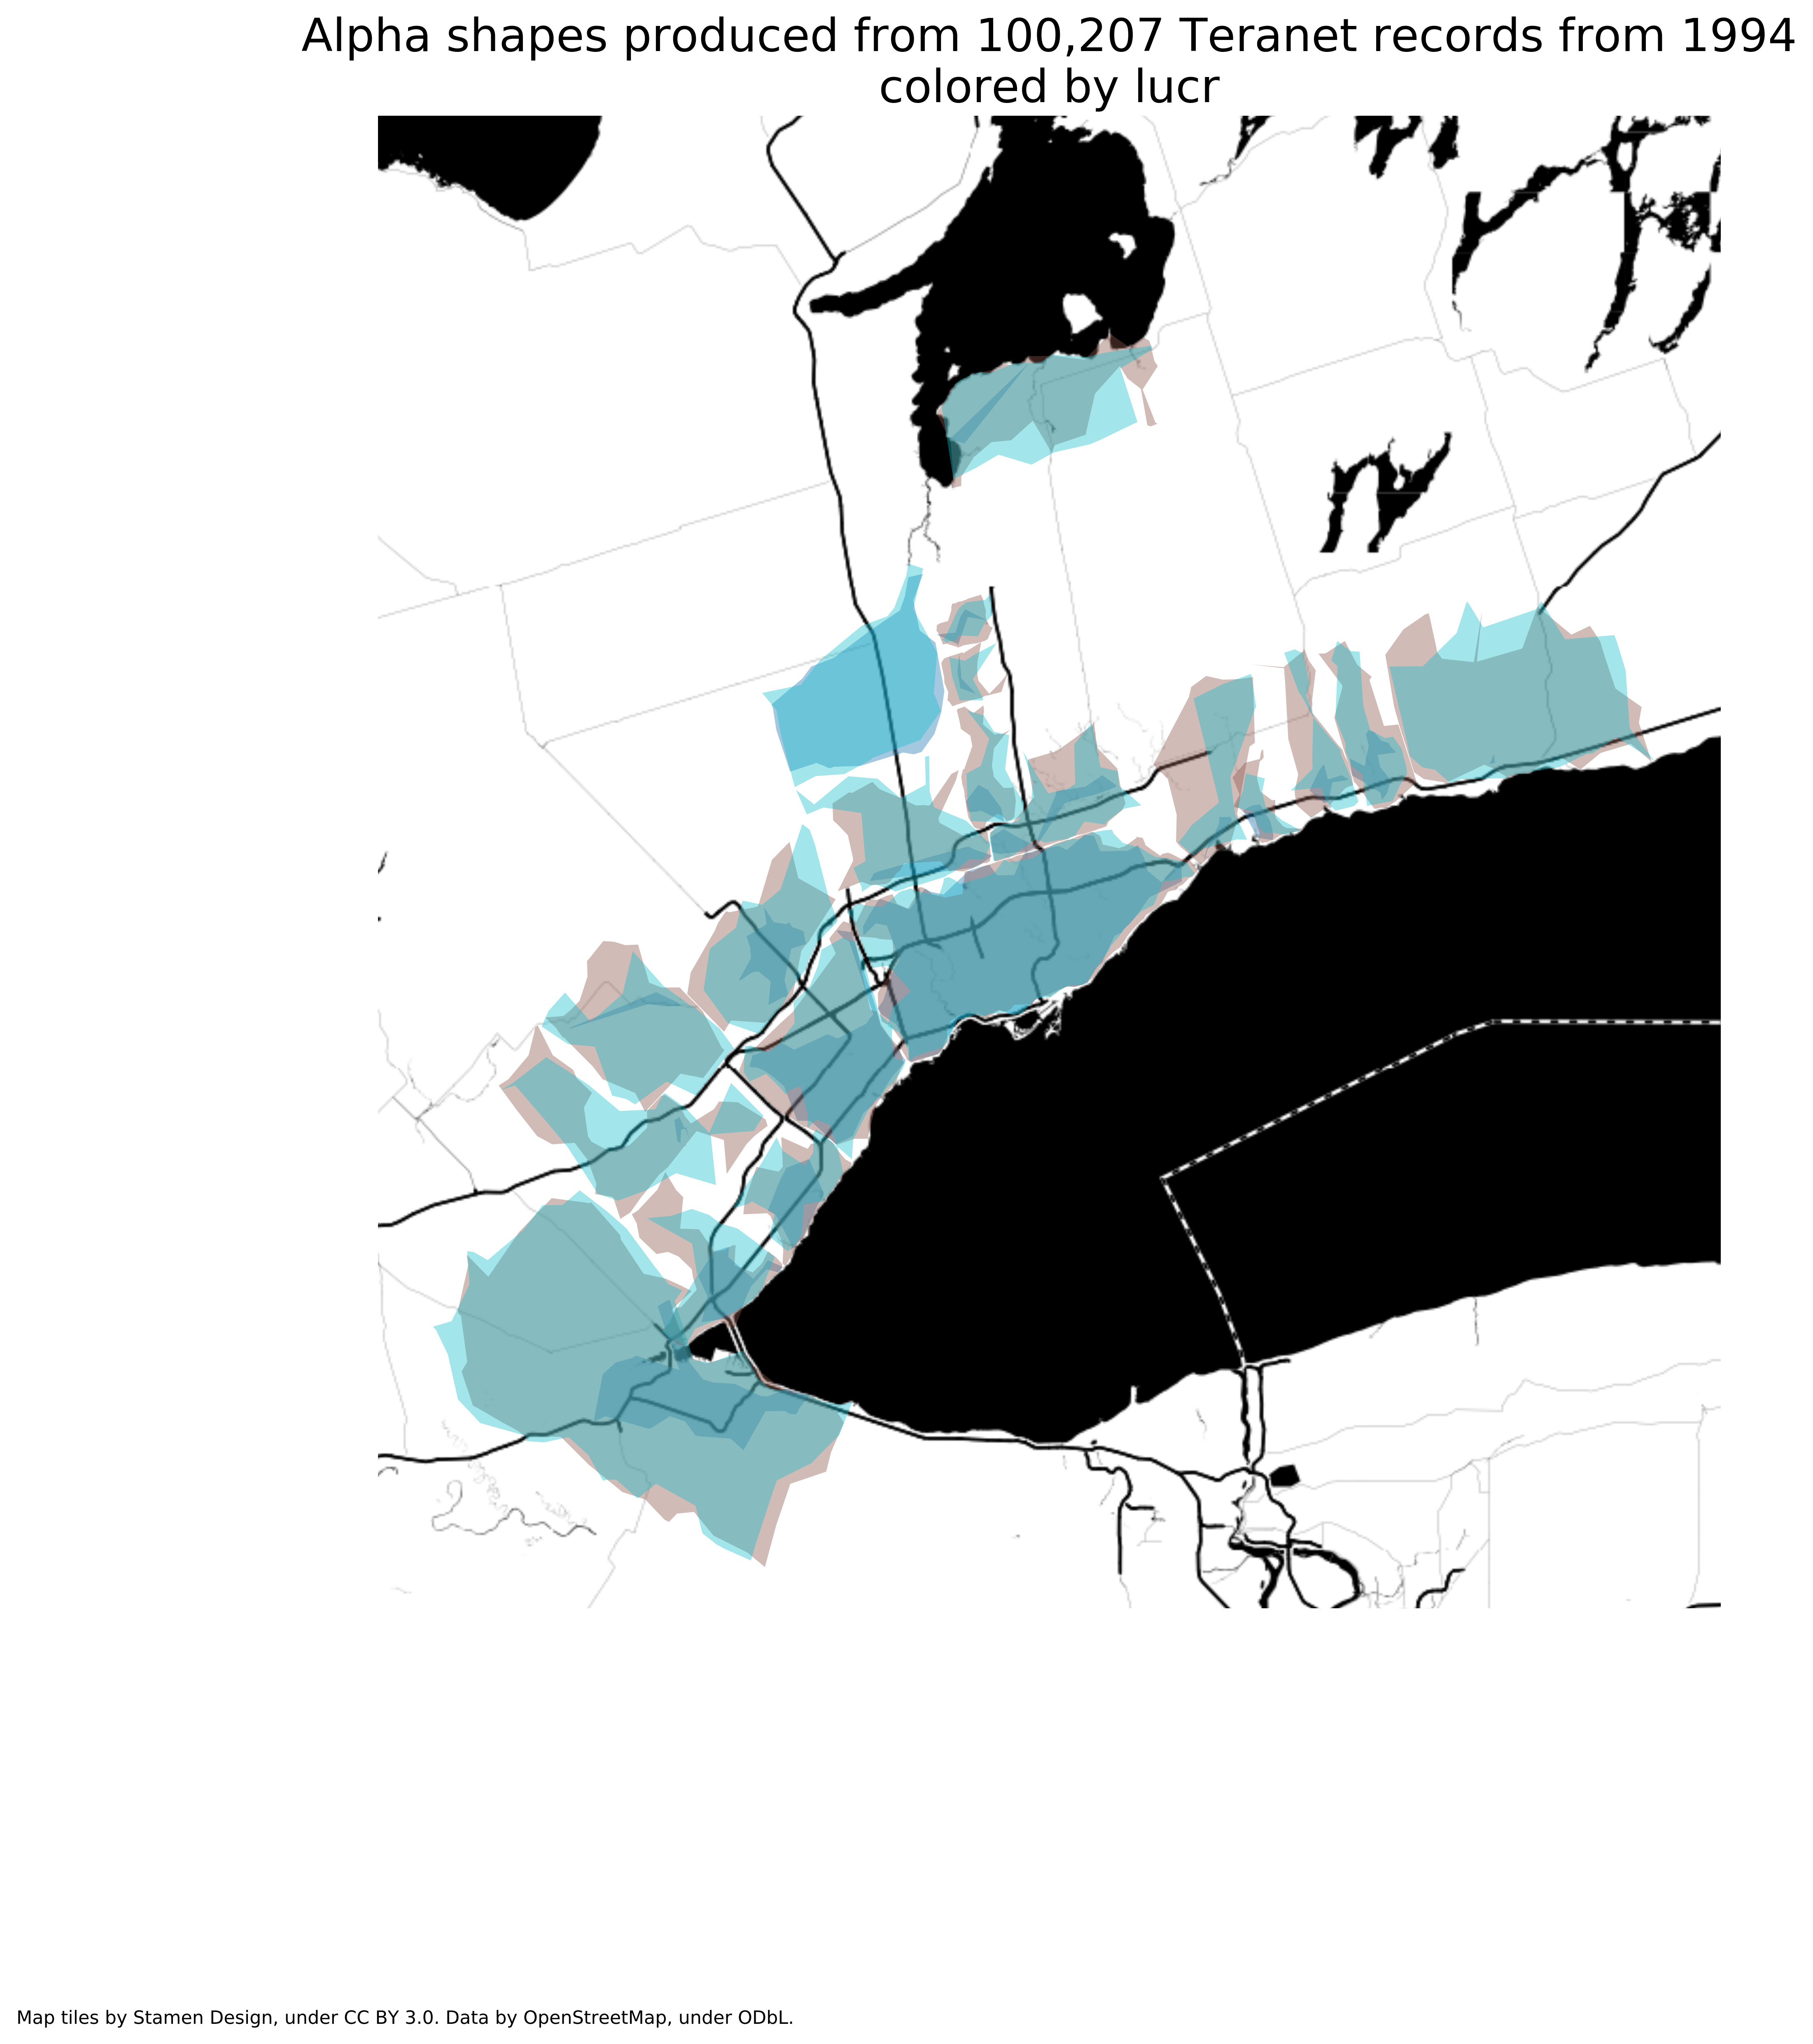 Alpha shapes produced from 100,207 Teranet records from 1994
colored by lucr
Map tiles by Stamen Design, under CC BY 3.0. Data by OpenStreetMap, under ODbL.